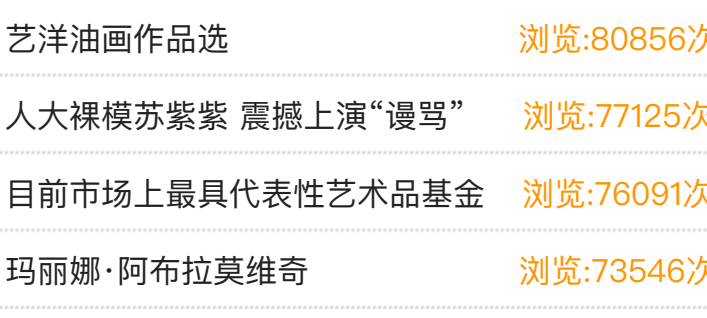 艺洋油画作品选 浏览:80856次
人大裸模苏紫紫 震撼上演“谩骂” 浏览:77125次
目前市场上最具代表性艺术品基金 浏览:76091次
玛丽娜·阿布拉莫维奇 浏览:73546次